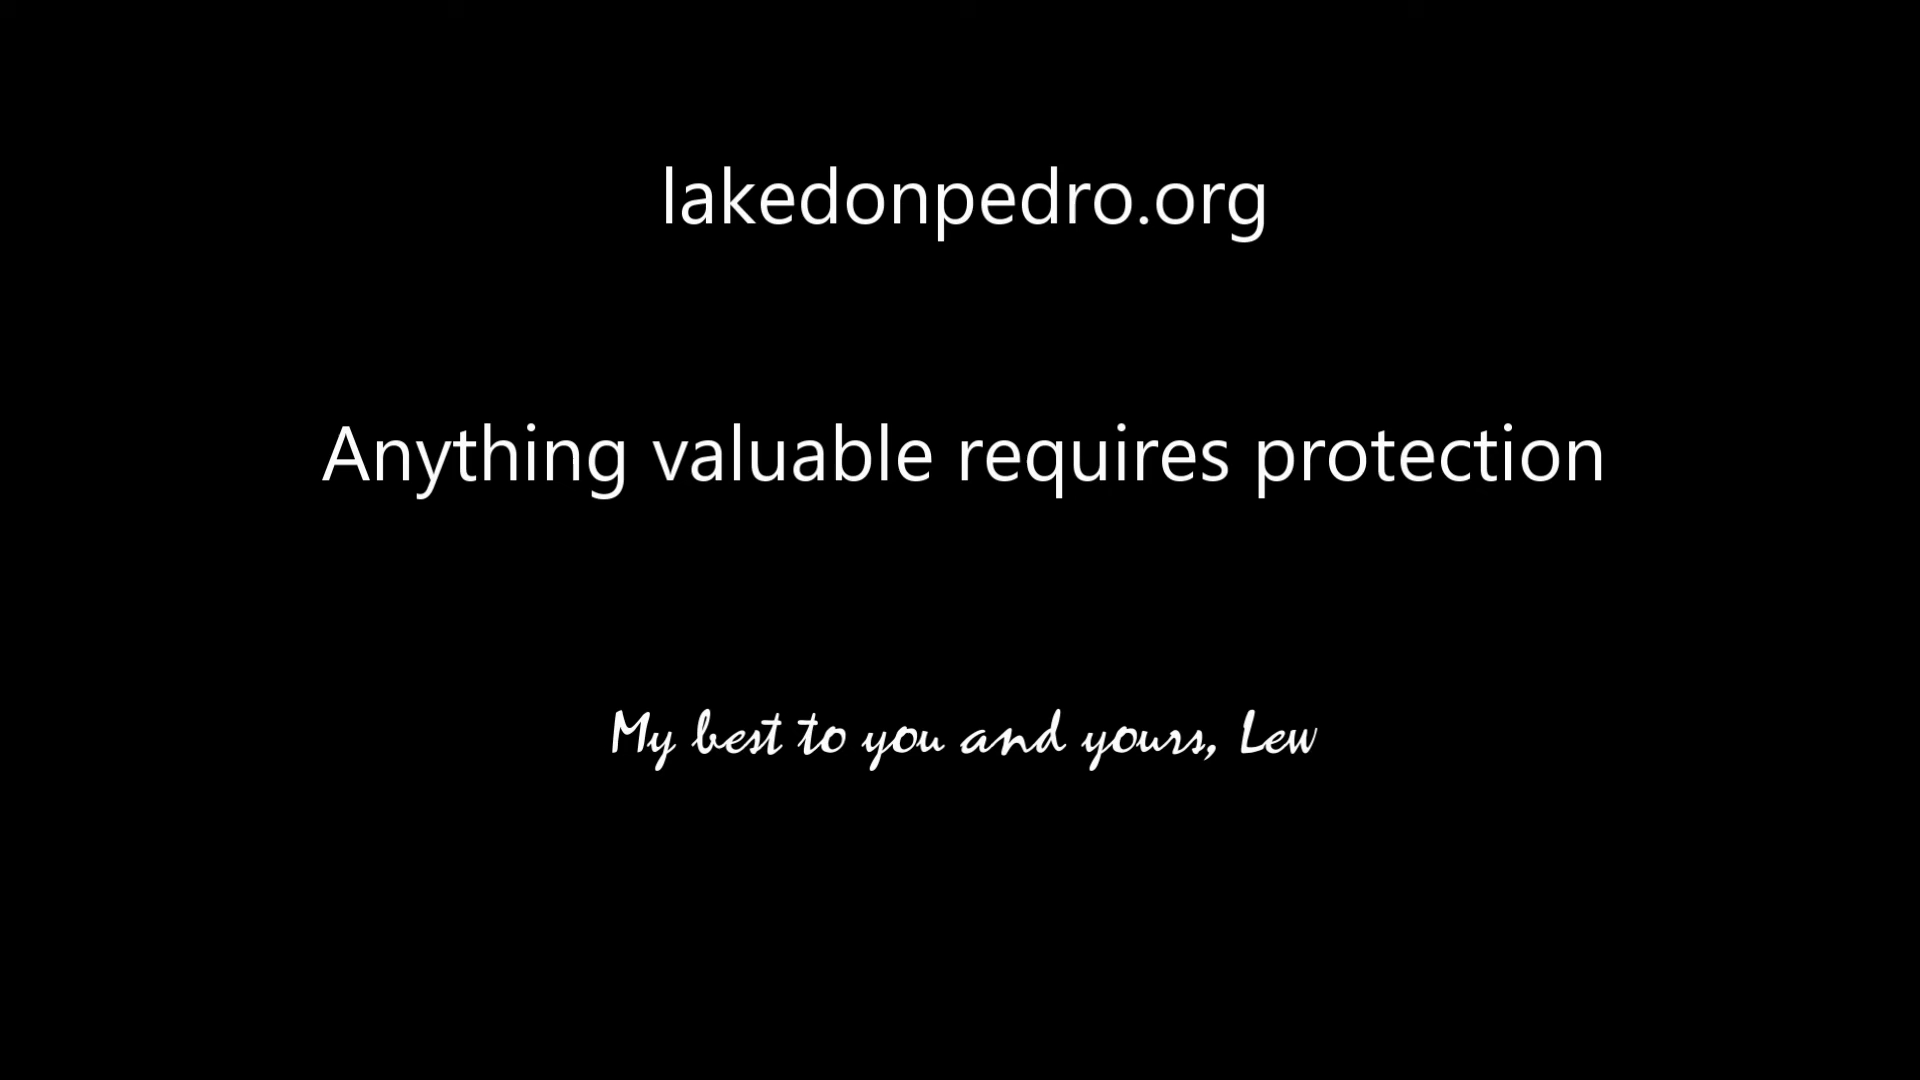 lakedonpedro.org
Anything valuable requires protection
My best to you and yours, Lew